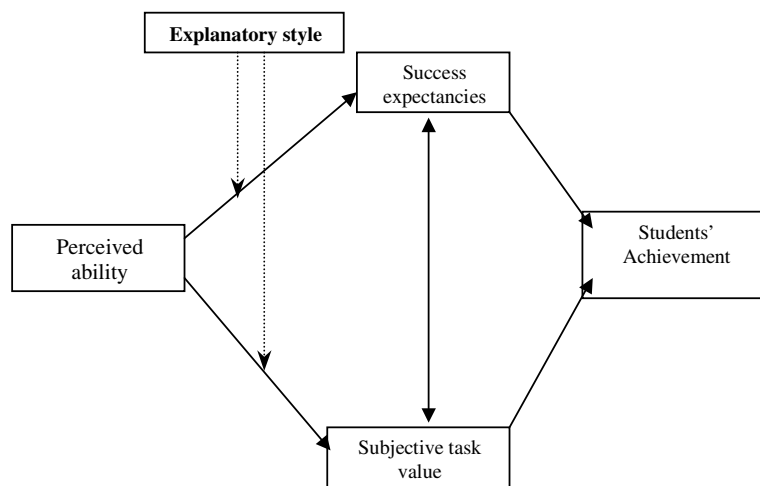 Explanatory style
Success
expectancies
Perceived
ability
Students’
Achievement
Subjective task
value